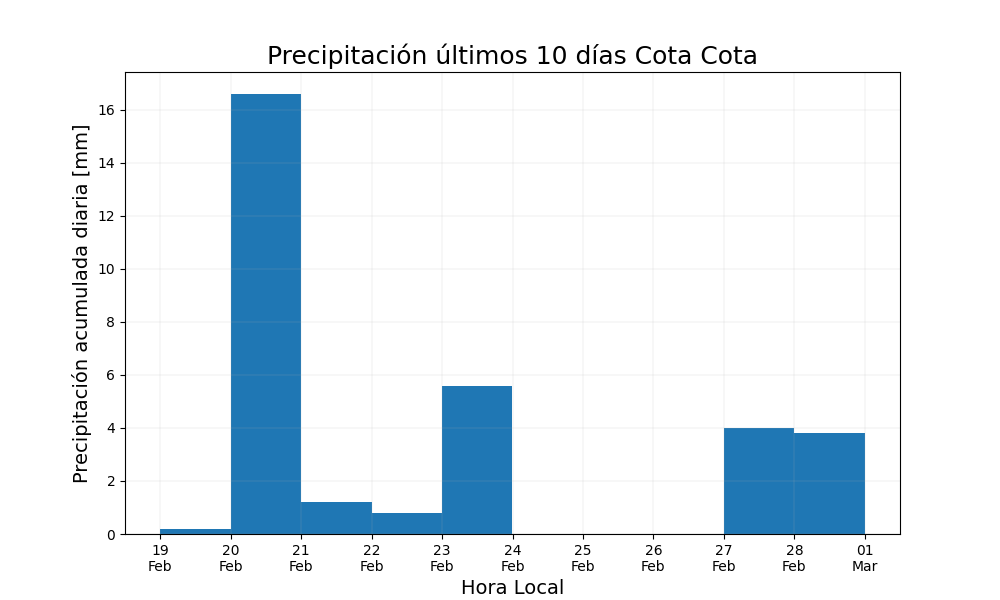 Precipitación últimos 10 días Cota Cota
Precipitación acumulada diaria [mm]
16
14
12
10
8
6
4
2
0
19 20 21 22 23 24 25 26 27 28 01
Feb Feb Feb Feb Feb Feb Feb Feb Feb Feb Mar
Hora Local